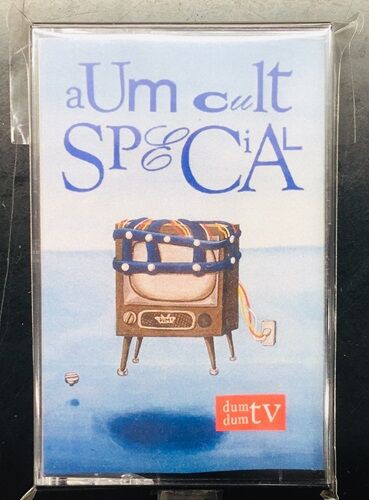 aUm cult
SPECiAL
dum
dum TV